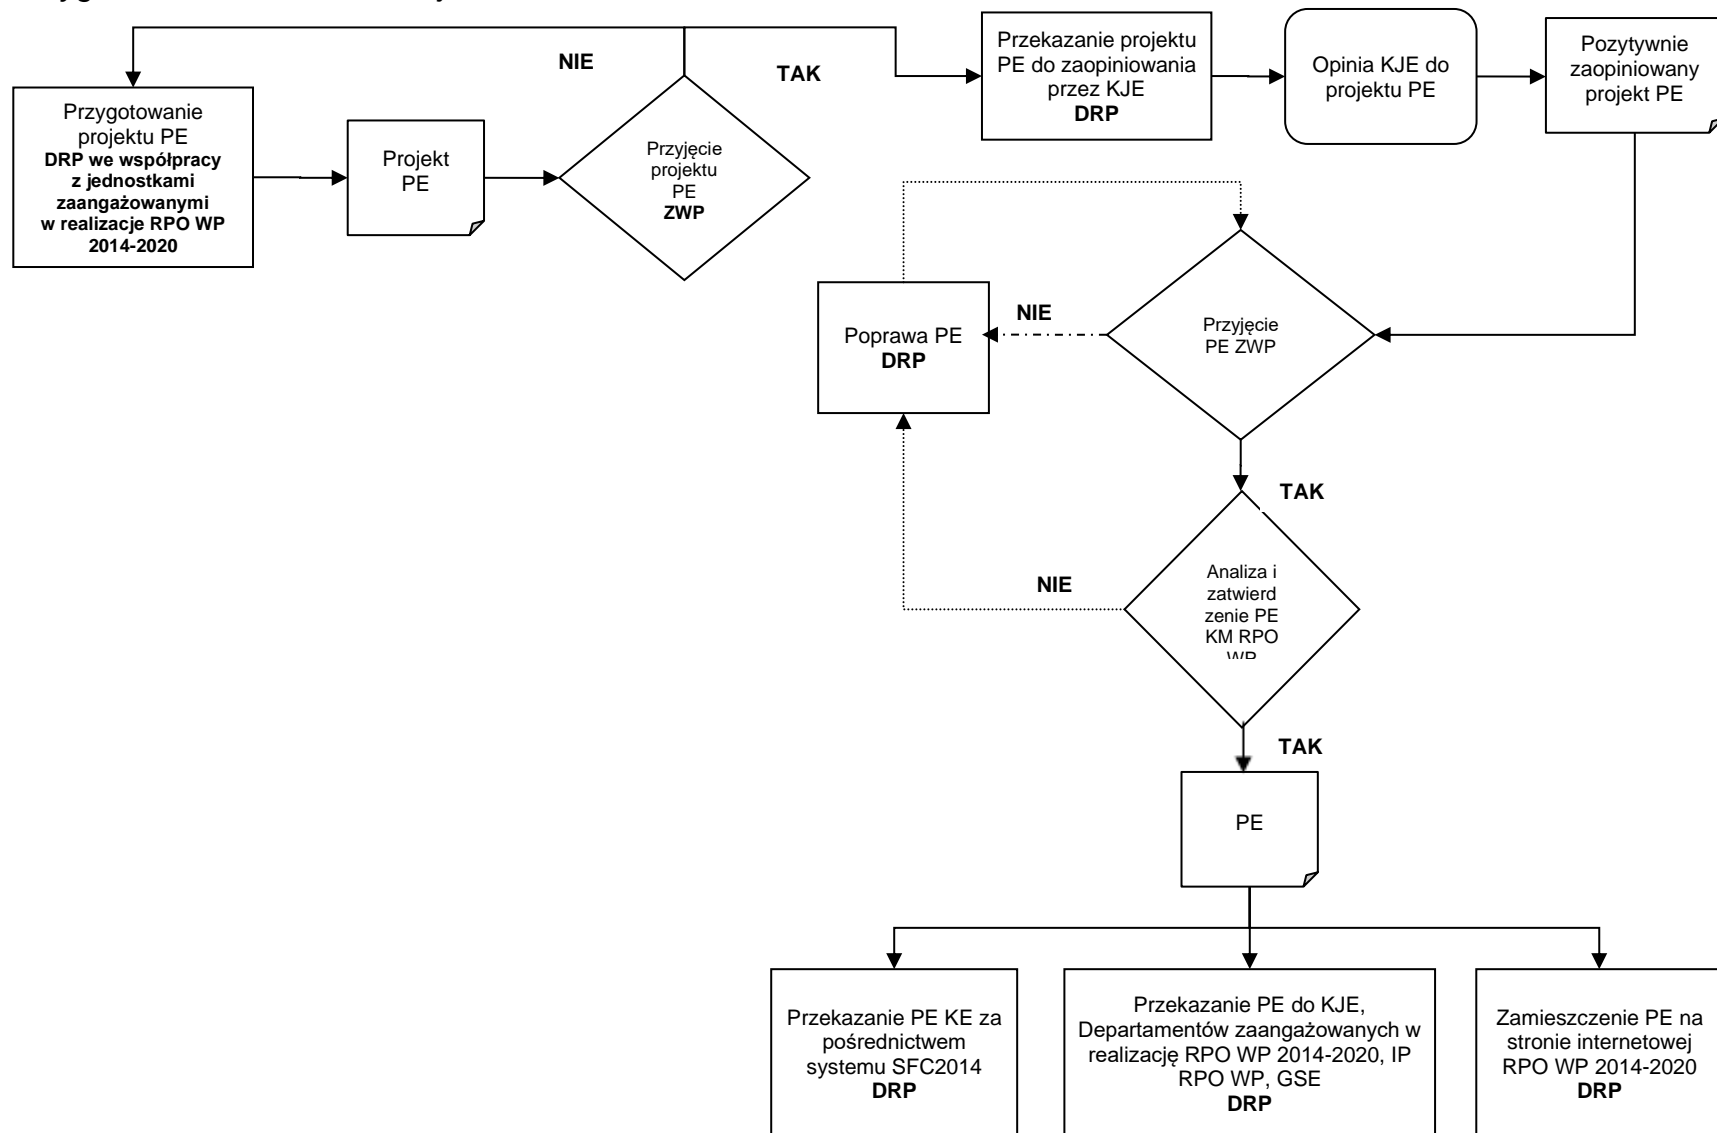 NIE
TAK
Przygotowanie
projektu PE
DRP we współpracy
z jednostkami
zaangażowanymi
w realizacje RPO WP
2014-2020
Projekt
PE
Przyjęcie
projektu
PE
ZWP
Przekazanie projektu
PE do zaopiniowania
przez KJE
DRP
Opinia KJE do
projektu PE
Pozytywnie
zaopiniowany
projekt PE
Poprawa PE
DRP
NIE
Przyjęcie
PE ZWP
TAK
NIE
Analiza i
zatwierd
zenie PE
KM RPO
WP
TAK
PE
Przekazanie PE KE za
pośrednictwem
systemu SFC2014
DRP
Przekazanie PE do KJE,
Departamentów zaangażowanych w
realizację RPO WP 2014-2020, IP
RPO WP, GSE
DRP
Zamieszczenie PE na
stronie internetowej
RPO WP 2014-2020
DRP